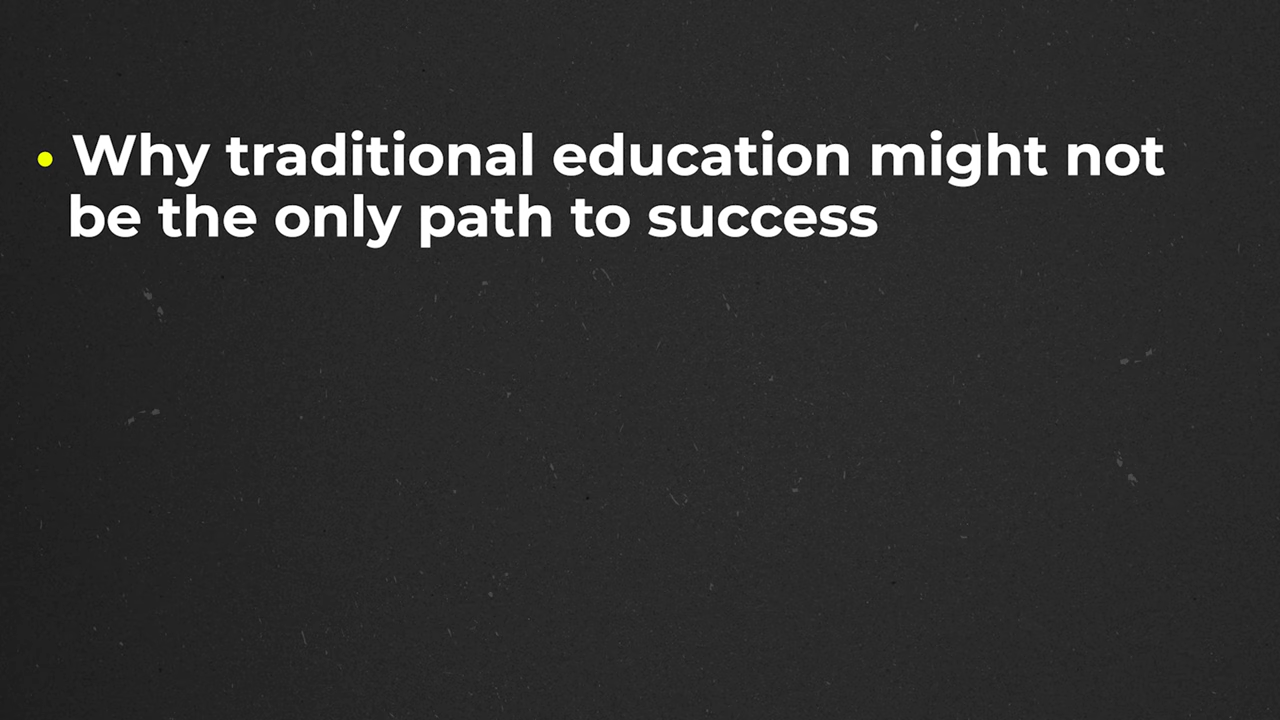 • Why traditional education might not
be the only path to success